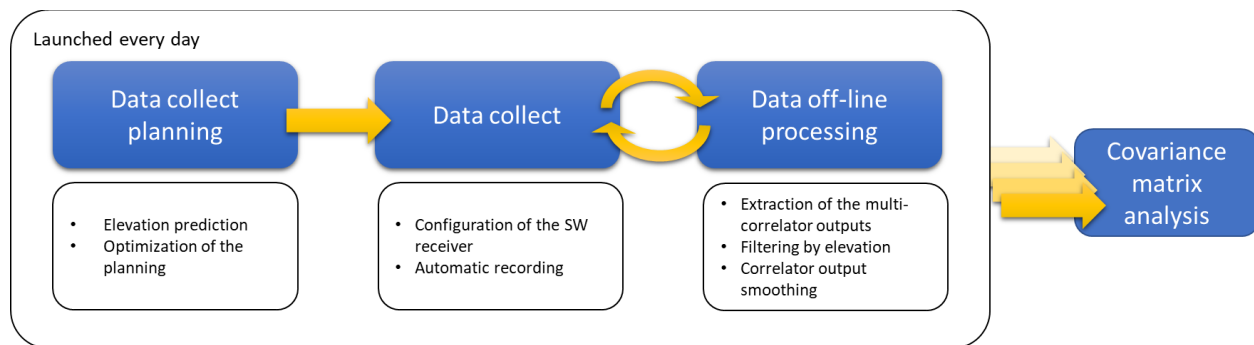 Launched every day
Data collect
planning
Data collect
Data off-line
processing
Covariance
matrix
analysis
• Elevation prediction
• Optimization of the
planning
• Configuration of the SW
receiver
• Automatic recording
• Extraction of the multi-
correlator outputs
• Filtering by elevation
• Correlator output
smoothing